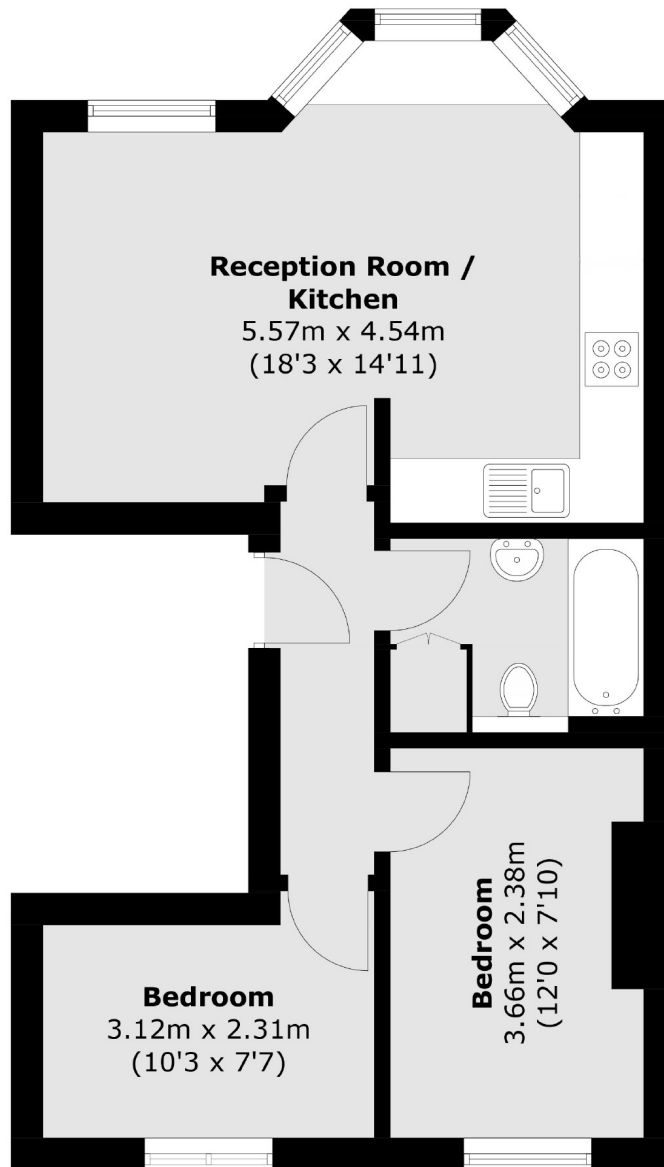 Reception Room /
Kitchen
5.57m x 4.54m
(18'3 x 14'11)
Bedroom
3.66m x 2.38m
(12'0 x 7'10)
Bedroom
3.12m x 2.31m
(10'3 x 7'7)